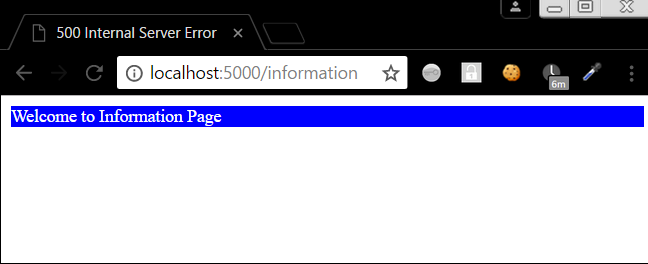 500 Internal Server Error
localhost:5000/information
6m
Welcome to Information Page